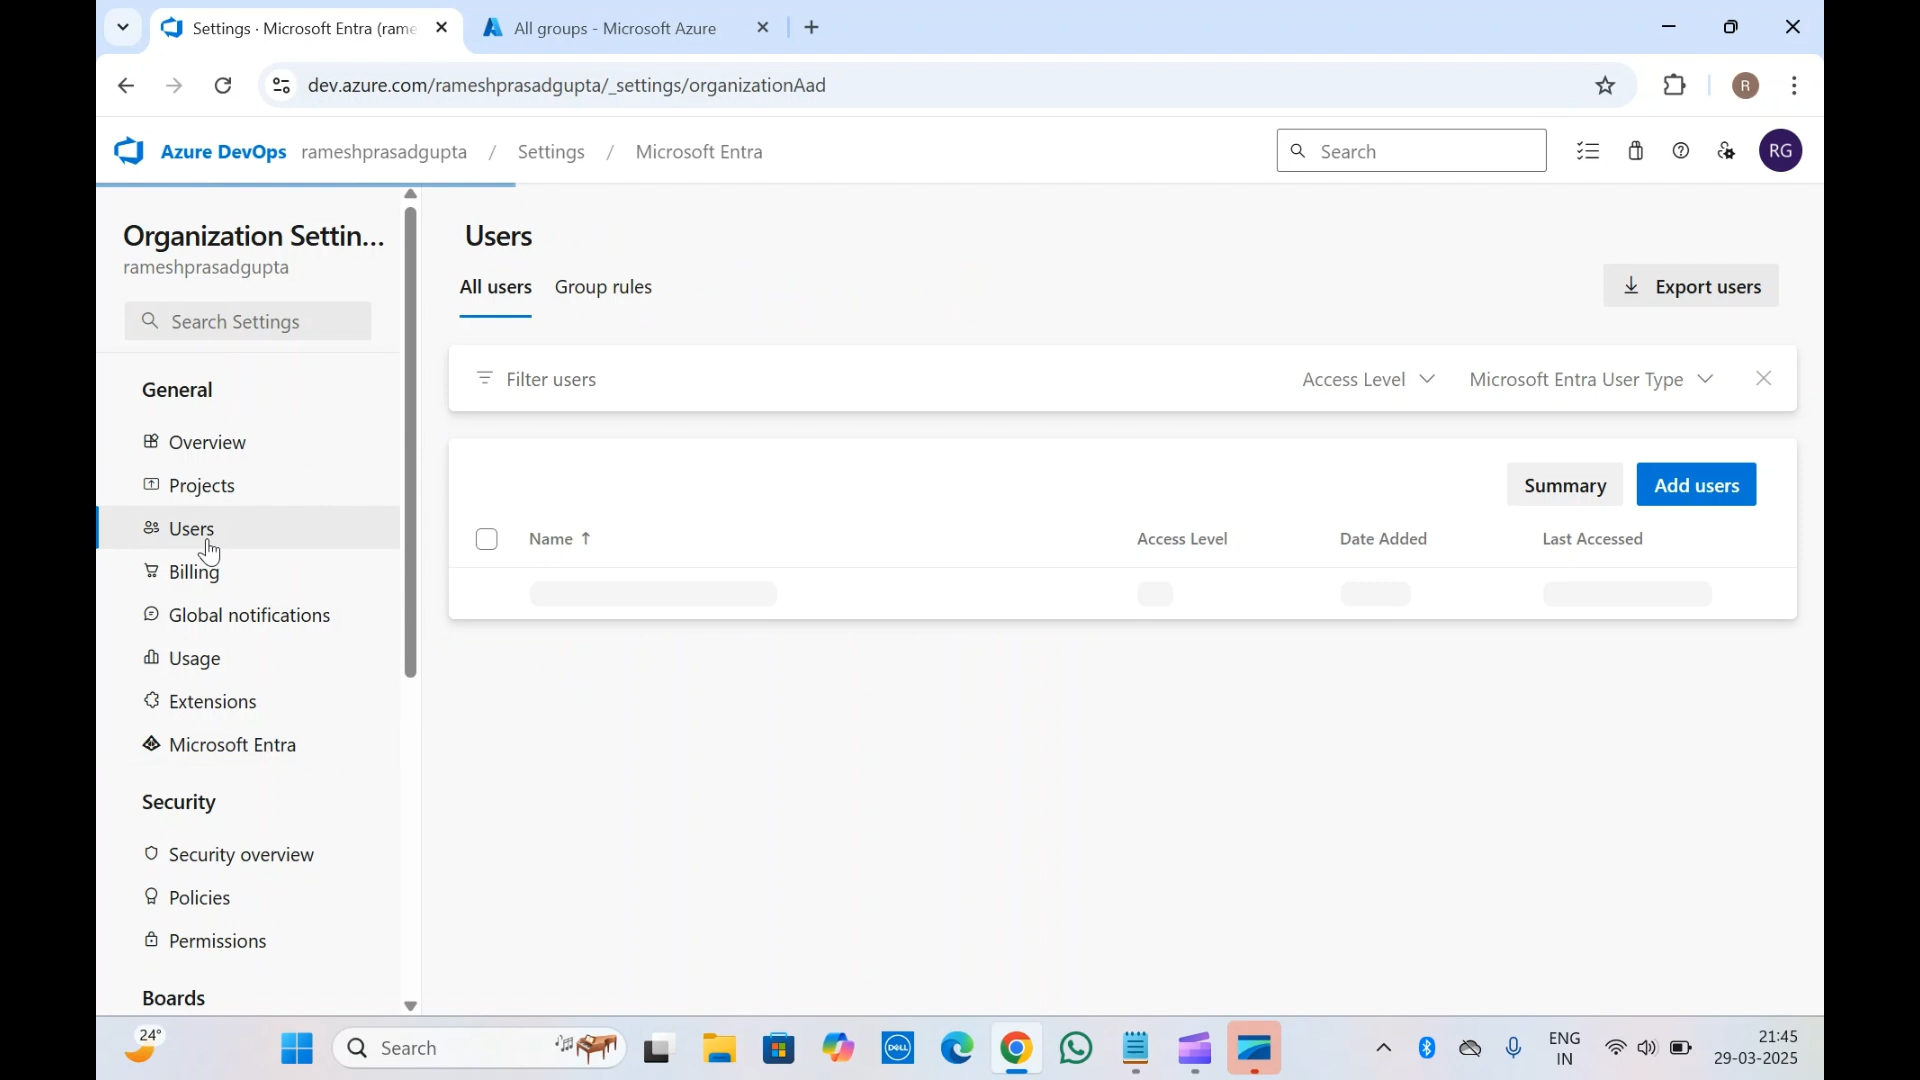 Settings · Microsoft Entra (rame
All groups - Microsoft Azure
dev.azure.com/rameshprasadgupta/_settings/organizationAad
R
Azure DevOps rameshprasadgupta / Settings / Microsoft Entra
Search
RG
Organization Settin...
rameshprasadgupta
Search Settings
General
Overview
Projects
Users
Billing
Global notifications
Usage
Extensions
Microsoft Entra
Security
Security overview
Policies
Permissions
Boards
Users
All users
Group rules
Export users
Filter users
Access Level
Microsoft Entra User Type
Summary
Add users
Name ↑
Access Level
Date Added
Last Accessed
24°
Search
DELL
ENG
IN
21:45
29-03-2025